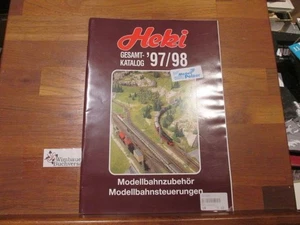 Heki
GESAMT-
KATALOG '97/98
Modellbahnzubehör
Modellbahnsteuerungen